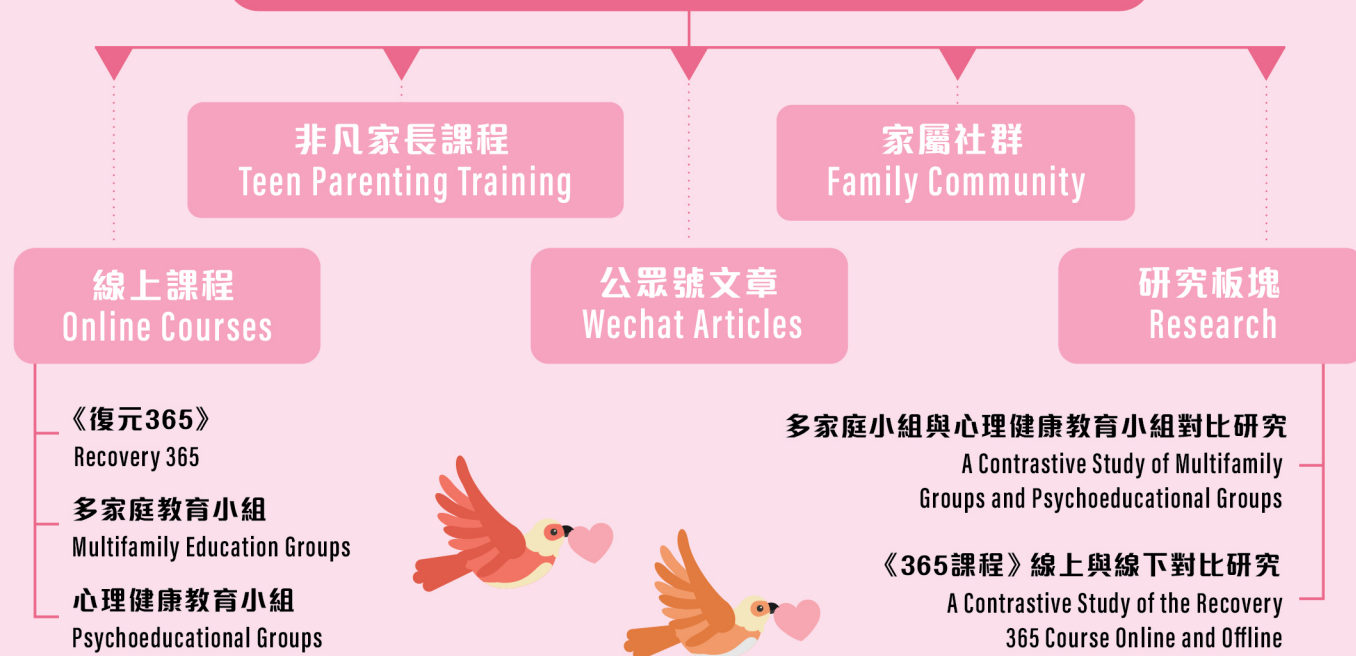 非凡家長課程
Teen Parenting Training
家屬社群
Family Community
線上課程
Online Courses
公眾號文章
Wechat Articles
研究板塊
Research
《復元365》
Recovery 365
多家庭教育小組
Multifamily Education Groups
心理健康教育小組
Psychoeducational Groups
多家庭小組與心理健康教育小組對比研究
A Contrastive Study of Multifamily
Groups and Psychoeducational Groups
《365課程》線上與線下對比研究
A Contrastive Study of the Recovery
365 Course Online and Offline